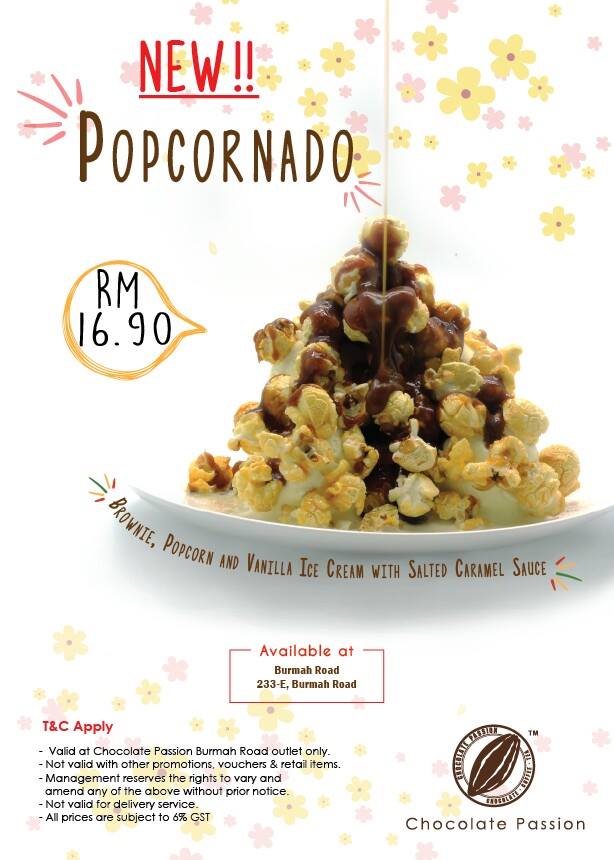 NEW!!
POPCORNADO
RM
16.90
BROWNIE, POPCORN AND VANILLA ICE CREAM WITH SALTED CARAMEL SAUCE
Available at
Burmah Road
233-E, Burmah Road
T&C Apply
- Valid at Chocolate Passion Burmah Road outlet only.
- Not valid with other promotions, vouchers & retail items.
- Management reserves the rights to vary and
amend any of the above without prior notice.
- Not valid for delivery service.
- All prices are subject to 6% GST
CHOCOLATE PASSION
TM
Chocolate Passion